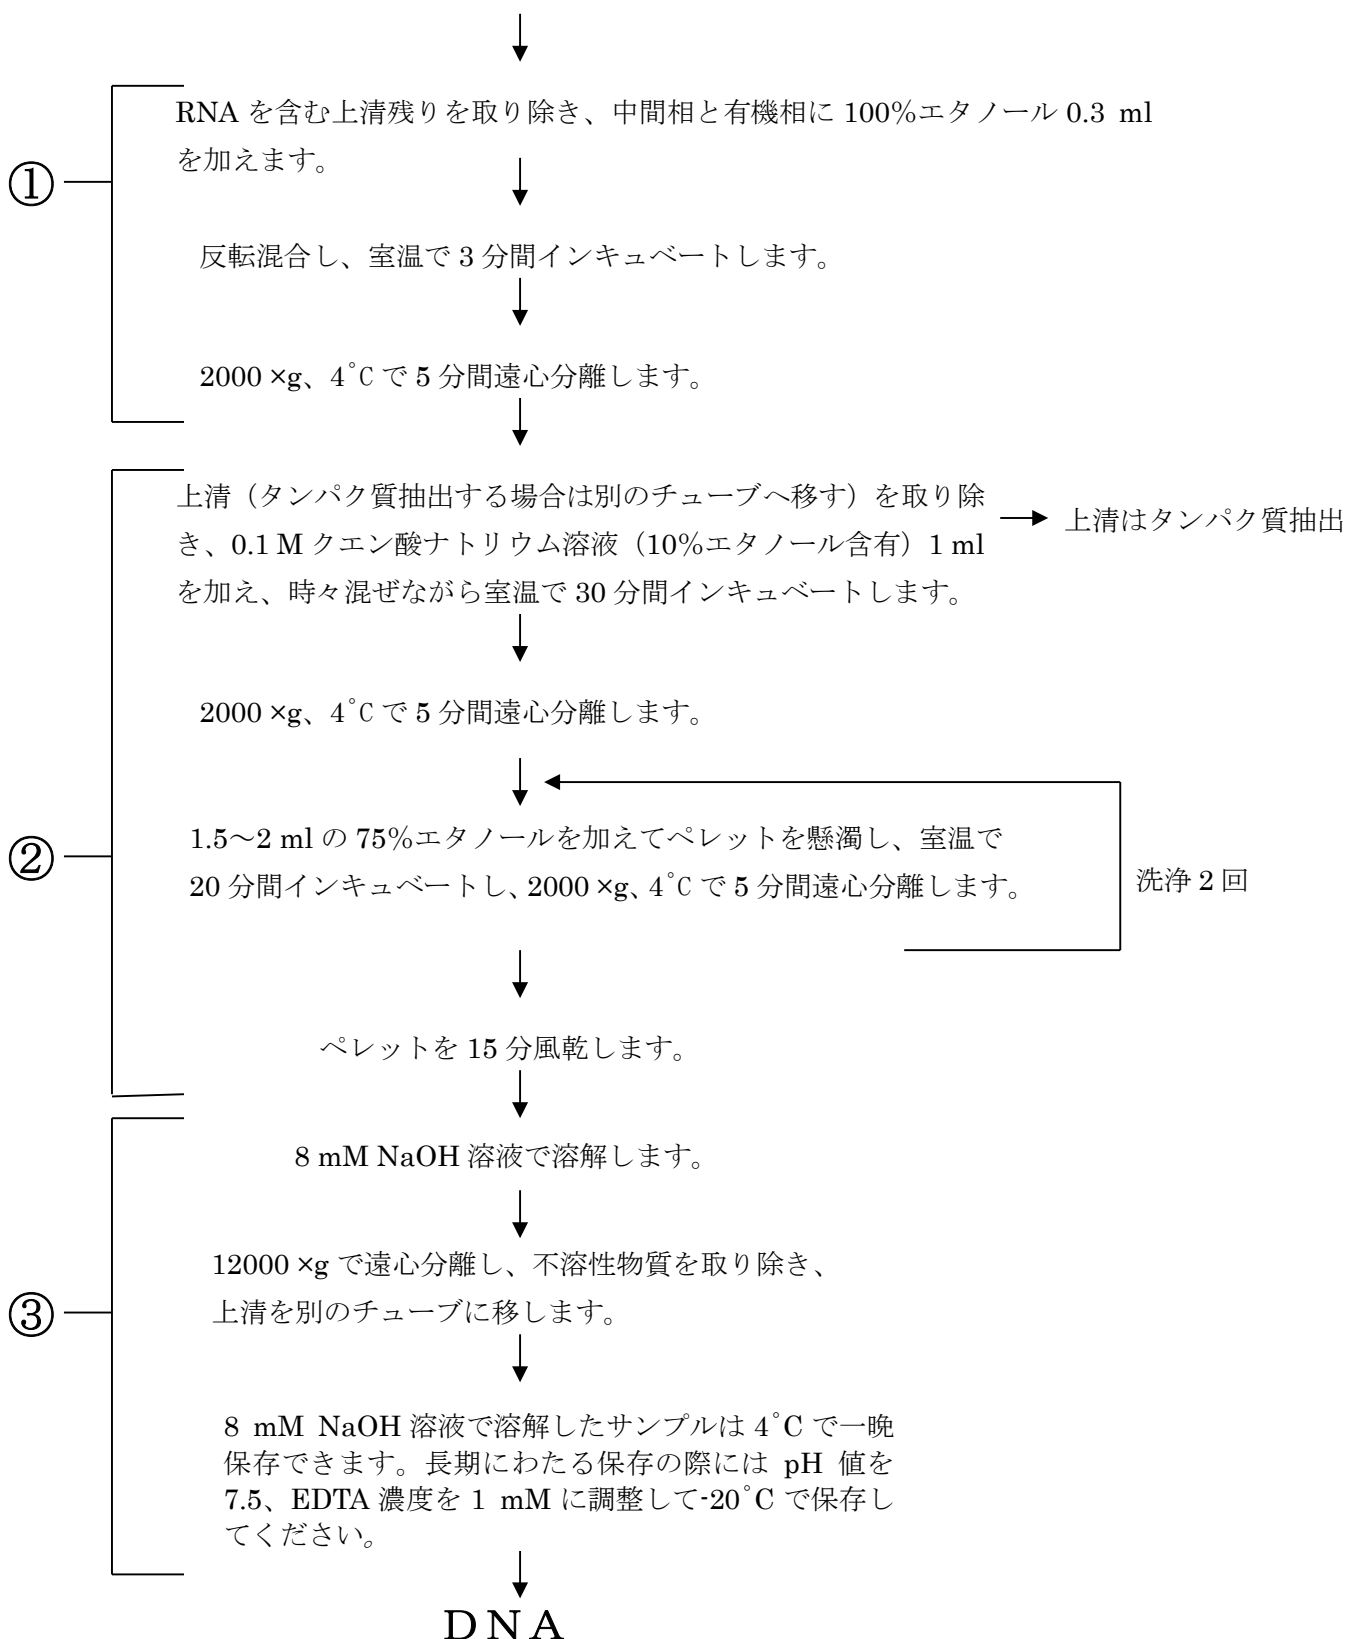 RNA を含む上清残りを取り除き、中間相と有機相に 100%エタノール 0.3 ml
を加えます。
①
反転混合し、室温で 3 分間インキュベートします。
2000 ×g、4℃で 5 分間遠心分離します。
上清（タンパク質抽出する場合は別のチューブへ移す）を取り除
き、0.1 M クエン酸ナトリウム溶液（10%エタノール含有）1 ml
を加え、時々混ぜながら室温で 30 分間インキュベートします。
上清はタンパク質抽出
2000 ×g、4℃で 5 分間遠心分離します。
②
1.5～2 ml の 75%エタノールを加えてペレットを懸濁し、室温で
20 分間インキュベートし、2000 ×g、4℃で 5 分間遠心分離します。
洗浄 2 回
ペレットを 15 分風乾します。
8 mM NaOH 溶液で溶解します。
12000 ×g で遠心分離し、不溶性物質を取り除き、
上清を別のチューブに移します。
③
8 mM NaOH 溶液で溶解したサンプルは 4˚C で一晩
保存できます。長期にわたる保存の際には pH 値を
7.5、EDTA 濃度を 1 mM に調整して-20˚C で保存し
てください。
DNA